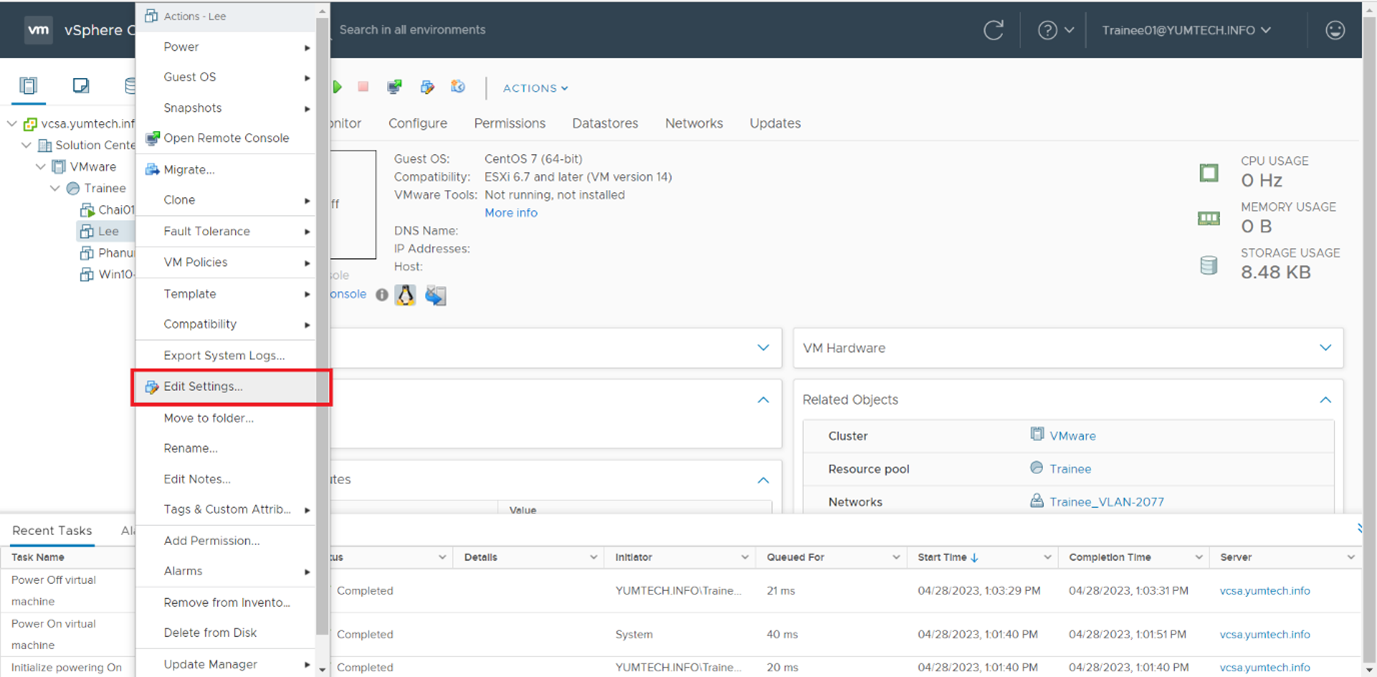 vm
vSphere C
Search in all environments
Trainee01@YUMTECH.INFO
Actions - Lee
Power
Guest OS
Snapshots
Open Remote Console
Migrate...
Clone
Fault Tolerance
VM Policies
Template
Compatibility
Export System Logs...
Edit Settings...
Move to folder...
Rename...
Edit Notes...
Tags & Custom Attrib...
Add Permission...
Alarms
Remove from Invento...
Delete from Disk
Update Manager
vcsa.yumtech.inf
Solution Cente
VMware
Trainee
Chai01
Lee
Phanu
Win10-
ACTIONS
onitor Configure Permissions Datastores Networks Updates
ff
Guest OS: CentOS 7 (64-bit)
Compatibility: ESXi 6.7 and later (VM version 14)
VMware Tools: Not running, not installed
More info
DNS Name:
IP Addresses:
Host:
sole
onsole
CPU USAGE
0 Hz
MEMORY USAGE
0 B
STORAGE USAGE
8.48 KB
VM Hardware
Related Objects
Cluster VMware
Resource pool Trainee
Networks Trainee_VLAN-2077
utes
Value
Recent Tasks Ala
Task Name tus Details Initiator Queued For Start Time Completion Time Server
Power Off virtual
machine
Completed YUMTECH.INFO\Traine... 21 ms 04/28/2023, 1:03:29 PM 04/28/2023, 1:03:31 PM vcsa.yumtech.info
Power On virtual
machine
Completed System 40 ms 04/28/2023, 1:01:40 PM 04/28/2023, 1:01:51 PM vcsa.yumtech.info
Initialize powering On Completed YUMTECH.INFO\Traine... 20 ms 04/28/2023, 1:01:40 PM 04/28/2023, 1:01:40 PM vcsa.yumtech.info